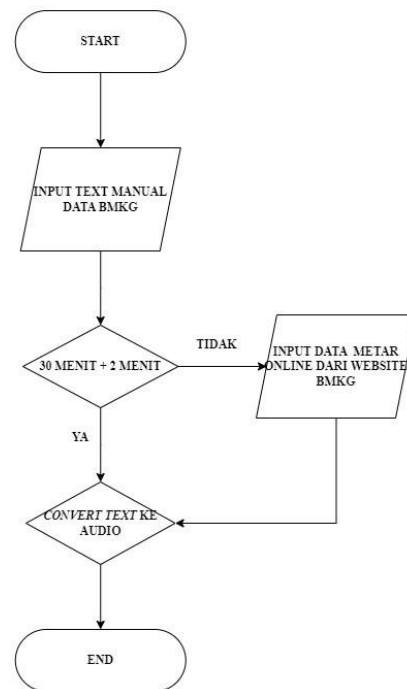 START
INPUT TEXT MANUAL
DATA BMKG
30 MENIT + 2 MENIT
TIDAK
INPUT DATA METAR
ONLINE DARI WEBSITE
BMKG
YA
CONVERT TEXT KE
AUDIO
END